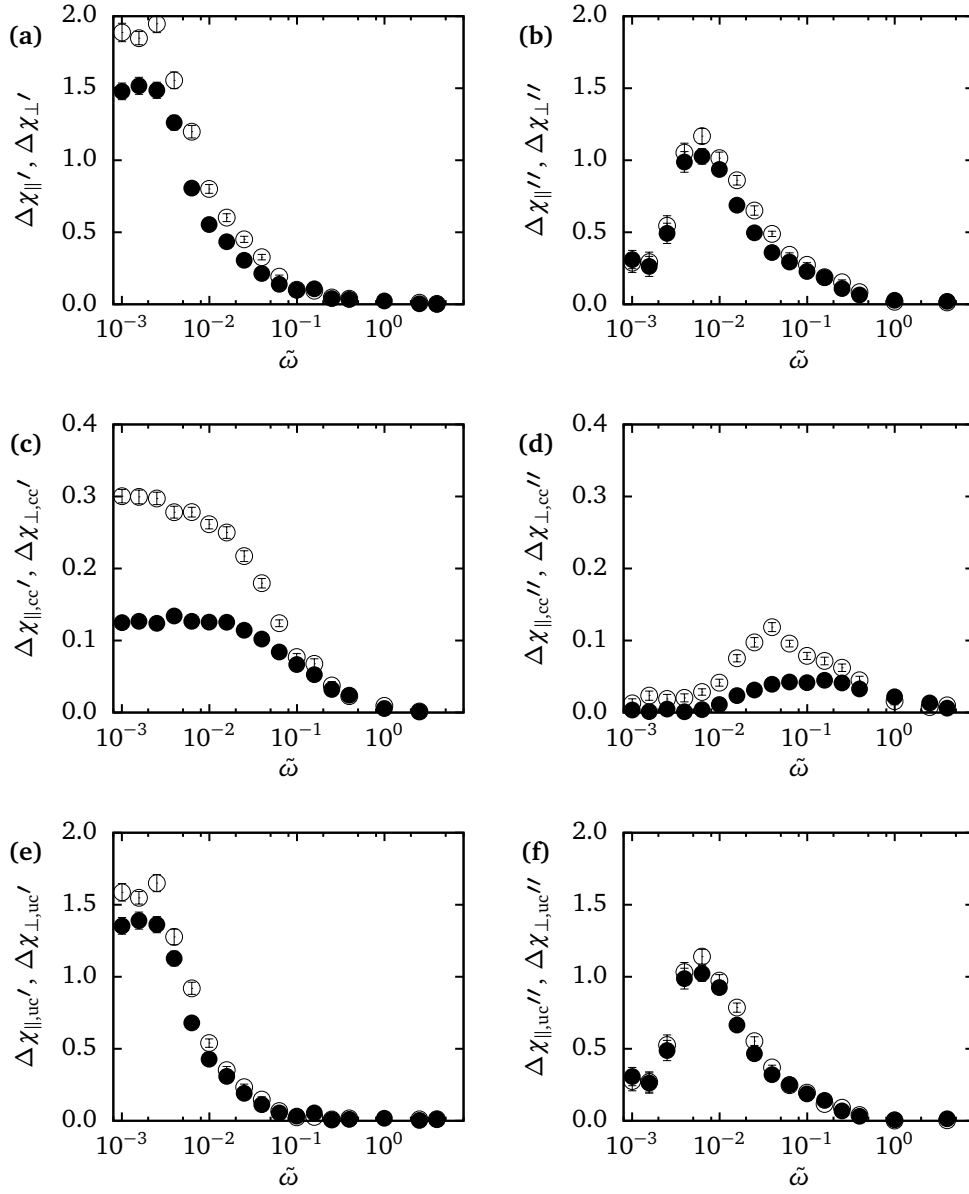 (a)
Δχ∥′, Δχ⊥′
2.0
1.5
1.0
0.5
0.0
10⁻³ 10⁻² 10⁻¹ 10⁰
ω̃
(b)
Δχ∥″, Δχ⊥″
2.0
1.5
1.0
0.5
0.0
10⁻³ 10⁻² 10⁻¹ 10⁰
ω̃
(c)
Δχ∥,cc′, Δχ⊥,cc′
0.4
0.3
0.2
0.1
0.0
10⁻³ 10⁻² 10⁻¹ 10⁰
ω̃
(d)
Δχ∥,cc″, Δχ⊥,cc″
0.4
0.3
0.2
0.1
0.0
10⁻³ 10⁻² 10⁻¹ 10⁰
ω̃
(e)
Δχ∥,uc′, Δχ⊥,uc′
2.0
1.5
1.0
0.5
0.0
10⁻³ 10⁻² 10⁻¹ 10⁰
ω̃
(f)
Δχ∥,uc″, Δχ⊥,uc″
2.0
1.5
1.0
0.5
0.0
10⁻³ 10⁻² 10⁻¹ 10⁰
ω̃